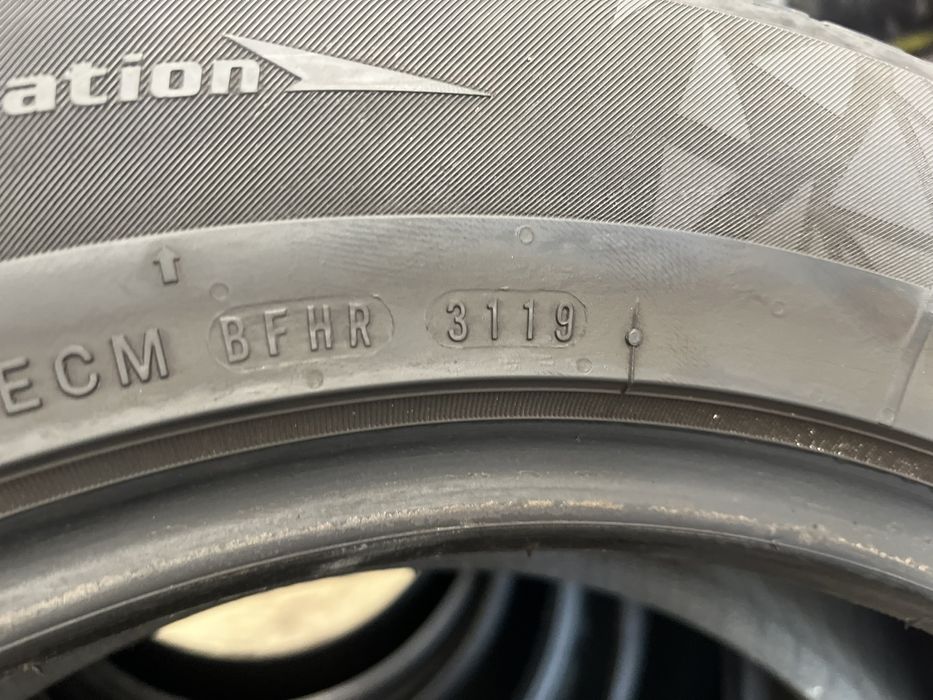 ation
ECM BFHR 3119